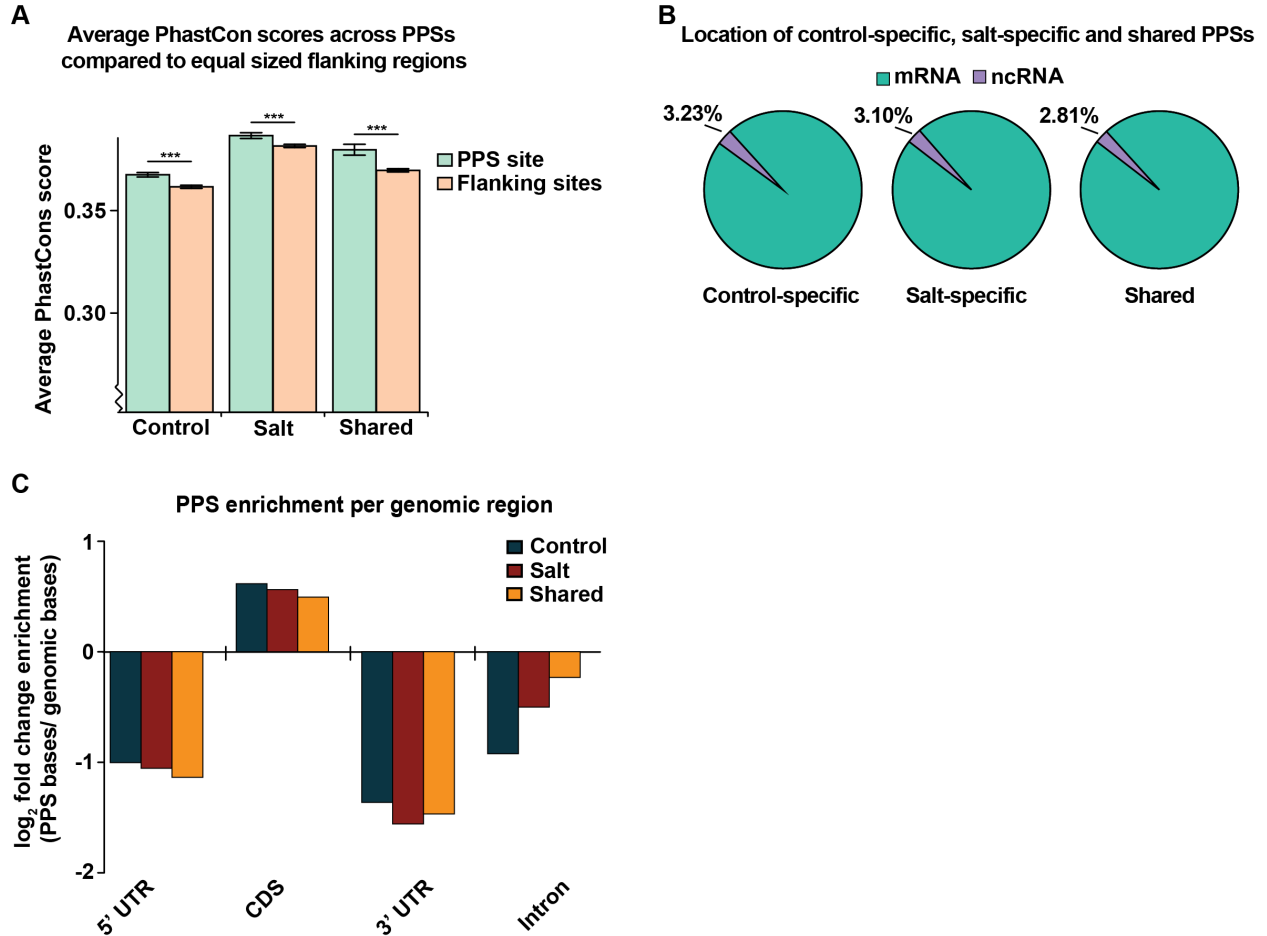 A
Average PhastCon scores across PPSs
compared to equal sized flanking regions
Average PhastCons score
0.35
0.30
***
***
***
PPS site
Flanking sites
Control
Salt
Shared
B
Location of control-specific, salt-specific and shared PPSs
mRNA
ncRNA
3.23%
3.10%
2.81%
Control-specific
Salt-specific
Shared
C
PPS enrichment per genomic region
log2 fold change enrichment
(PPS bases/ genomic bases)
1
0
-1
-2
Control
Salt
Shared
5’ UTR
CDS
3’ UTR
Intron